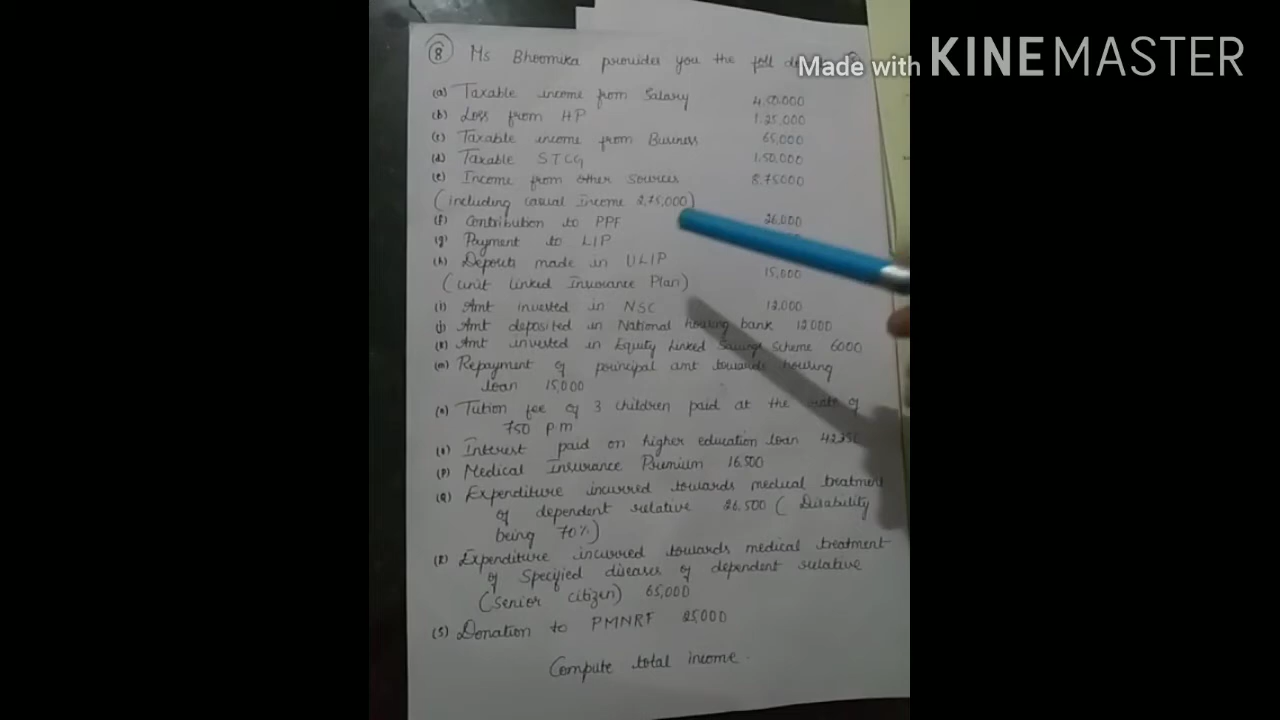 Made with KINEMASTER
(8) Ms Bhoomika provides you the foll
(a) Taxable income from Salary 4,00,000
(b) Loss from HP 1,25,000
(c) Taxable income from Business 65,000
(d) Taxable STCG 1,50,000
(e) Income from other sources 8,75,000
(including casual Income 2,75,000)
(f) Contribution to PPF 26,000
(g) Payment to LIP
(h) Deposits made in ULIP 15,000
(unit linked Insurance Plan)
(i) Amt invested in NSC 12,000
(j) Amt deposited in National housing bank 12000
Amt invested in Equity linked Savings Scheme 6000
(m) Repayment of principal amt towards housing
loan 15,000
Tution fee of 3 children paid at the rate of
750 p.m
Interest paid on higher education loan
(P) Medical Insurance Premium 16,500
(Q) Expenditure incurred towards medical treatment
of dependent relative 26,500 (Disability
being 70%)
(R) Expenditure incurred towards medical treatment
of specified diseases of dependent relative
(senior citizen) 65,000
(S) Donation to PMNRF 25,000
Compute total income.